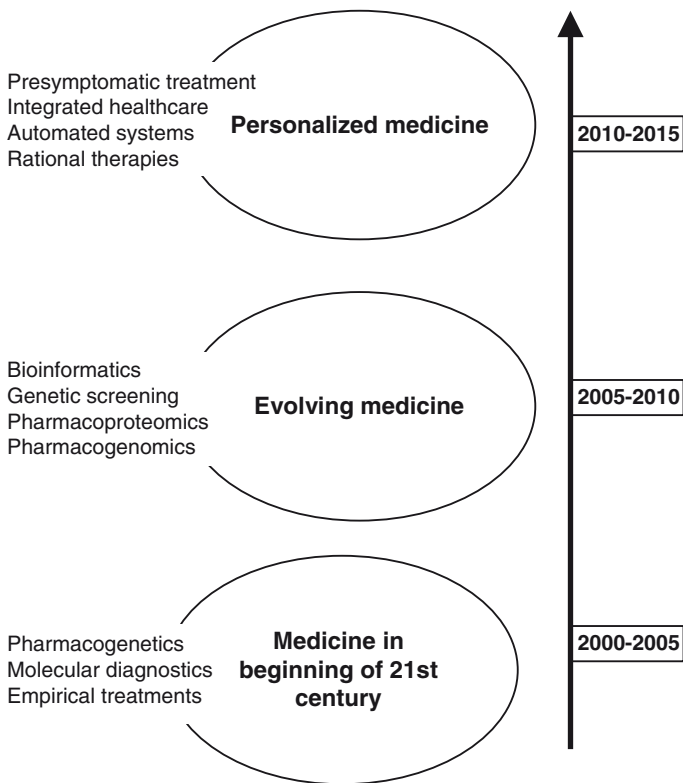 Presymptomatic treatment
Integrated healthcare
Automated systems
Rational therapies
Personalized medicine
2010-2015
Bioinformatics
Genetic screening
Pharmacoproteomics
Pharmacogenomics
Evolving medicine
2005-2010
Pharmacogenetics
Molecular diagnostics
Empirical treatments
Medicine in
beginning of 21st
century
2000-2005